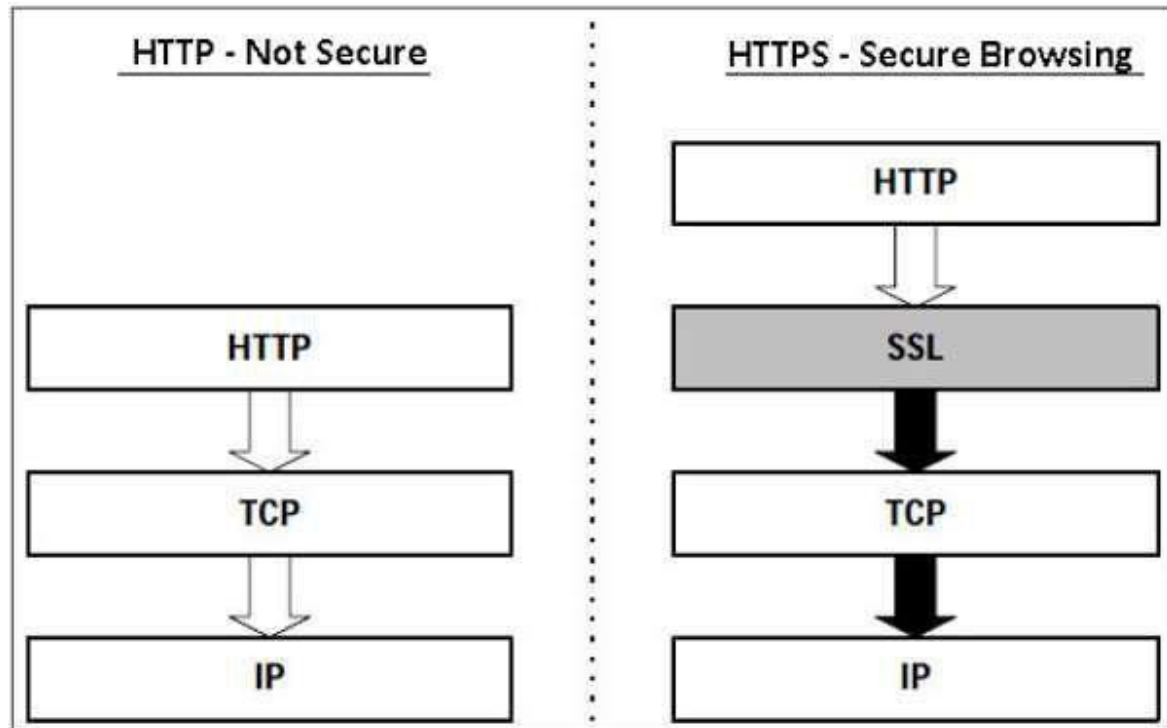 HTTP - Not Secure
HTTP
TCP
IP
HTTPS - Secure Browsing
HTTP
SSL
TCP
IP